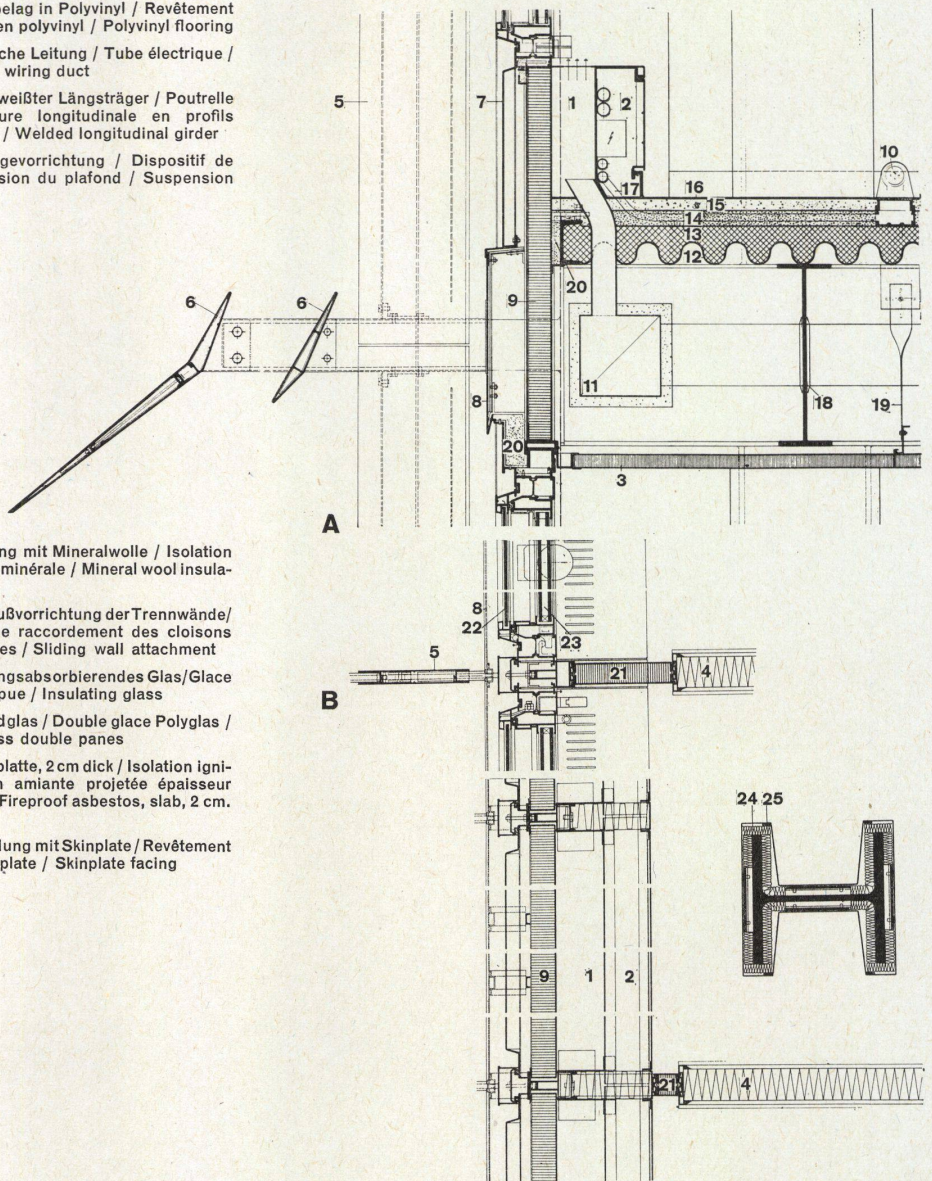 belag in Polyvinyl / Revêtement
en polyvinyl / Polyvinyl flooring
che Leitung / Tube électrique /
wiring duct
weißter Längsträger / Poutrelle
ure longitudinale en profils
/ Welded longitudinal girder
gevorrichtung / Dispositif de
sion du plafond / Suspension
5
7
1
2
10
17
16
15
14
13
12
20
6
6
9
11
8
18
19
20
3
A
ng mit Mineralwolle / Isolation
minérale / Mineral wool insula-
ußvorrichtung der Trennwände/
e raccordement des cloisons
es / Sliding wall attachment
ngsabsorbierendes Glas/Glace
pue / Insulating glass
dglas / Double glace Polyglas /
ss double panes
platte, 2 cm dick / Isolation igni-
n amiante projetée épaisseur
Fireproof asbestos, slab, 2 cm.
lung mit Skinplate / Revêtement
plate / Skinplate facing
8
22
23
5
21
4
B
24 25
9
1
2
21
4